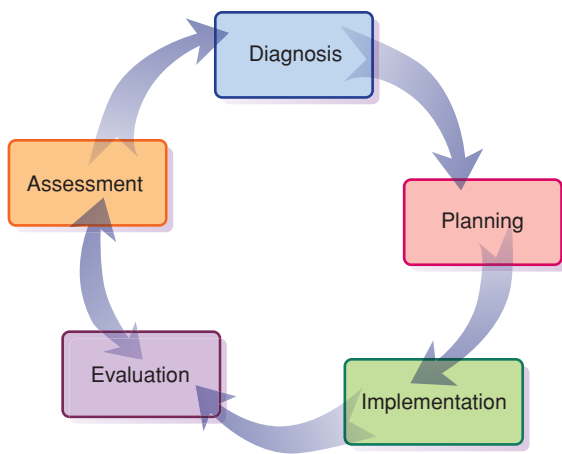 Diagnosis
Assessment
Planning
Evaluation
Implementation